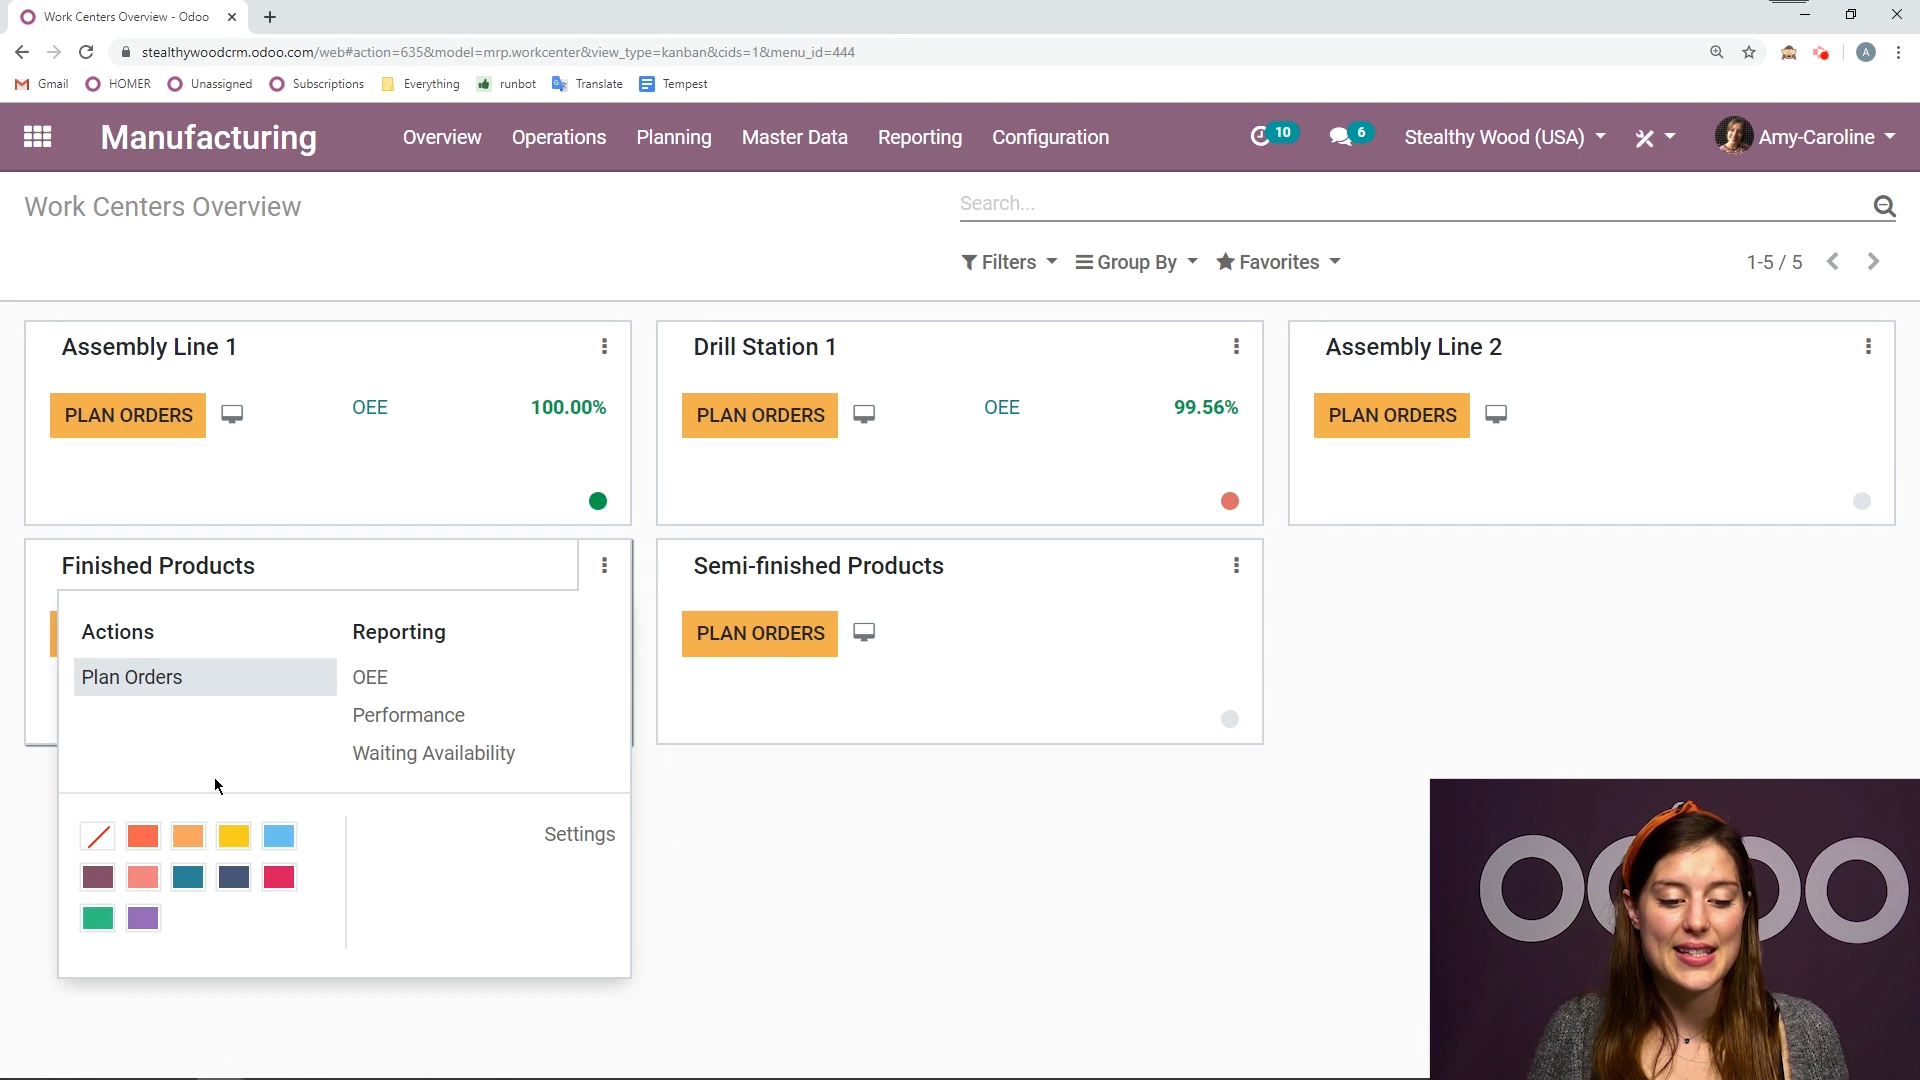 Work Centers Overview - Odoo
stealthywoodcrm.odoo.com/web#action=635&model=mrp.workcenter&view_type=kanban&cids=1&menu_id=444
A
Gmail HOMER Unassigned Subscriptions Everything runbot Translate Tempest
Manufacturing Overview Operations Planning Master Data Reporting Configuration 10 6 Stealthy Wood (USA) Amy-Caroline
Work Centers Overview
Search...
Filters Group By Favorites 1-5 / 5
Assembly Line 1
PLAN ORDERS OEE 100.00%
Drill Station 1
PLAN ORDERS OEE 99.56%
Assembly Line 2
PLAN ORDERS
Finished Products
Actions
Plan Orders
Reporting
OEE
Performance
Waiting Availability
Settings
Semi-finished Products
PLAN ORDERS
odoo